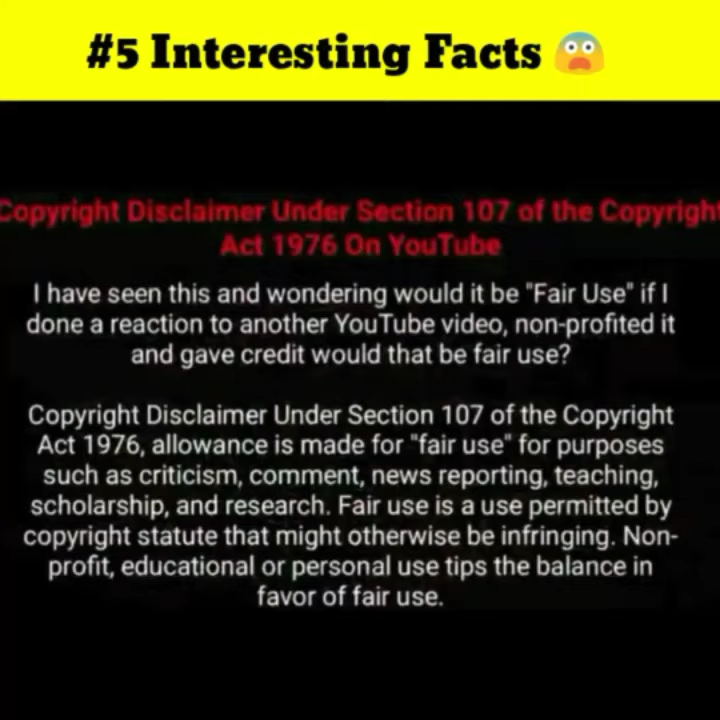 #5 Interesting Facts 😨
Copyright Disclaimer Under Section 107 of the Copyright
Act 1976 On YouTube
I have seen this and wondering would it be "Fair Use" if I
done a reaction to another YouTube video, non-profited it
and gave credit would that be fair use?
Copyright Disclaimer Under Section 107 of the Copyright
Act 1976, allowance is made for "fair use" for purposes
such as criticism, comment, news reporting, teaching,
scholarship, and research. Fair use is a use permitted by
copyright statute that might otherwise be infringing. Non-
profit, educational or personal use tips the balance in
favor of fair use.